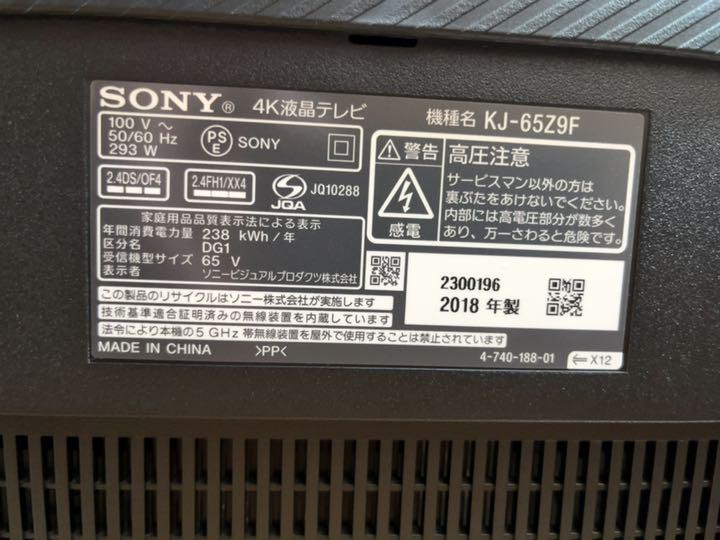 SONY® 4K液晶テレビ
機種名 KJ-65Z9F
100 V ～
50/60 Hz
293 W
PS
E
SONY
2.4DS/OF4
2.4FH1/XX4
JQA
JQ10288
家庭用品品質表示法による表示
年間消費電力量 238 kWh / 年
区分名 DG1
受信機型サイズ 65 V
表示者 ソニービジュアルプロダクツ株式会社
この製品のリサイクルはソニー株式会社が実施します
技術基準適合証明済みの無線装置を内蔵しています
法令により本機の5 GHz 帯無線装置を屋外で使用することは禁止されています
MADE IN CHINA >PP<
警告
感電
高圧注意
サービスマン以外の方は
裏ぶたをあけないでください。
内部には高電圧部分が数多く
あり、万一さわると危険です。
2300196
2018 年製
4-740-188-01
⇐ X12